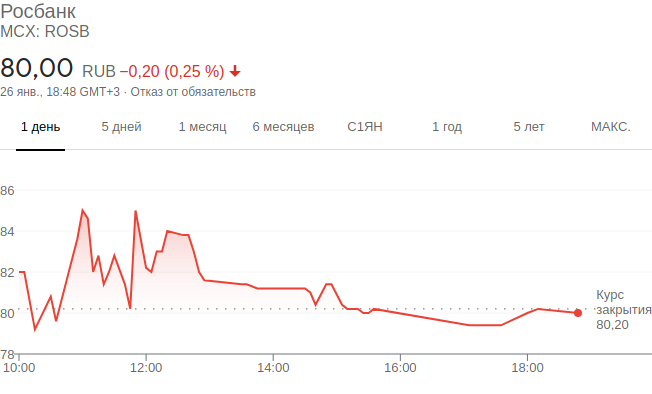 Росбанк
MCX: ROSB
80,00 RUB −0,20 (0,25 %)
26 янв., 18:48 GMT+3 · Отказ от обязательств
1 день 5 дней 1 месяц 6 месяцев С1ЯН 1 год 5 лет МАКС.
86
84
82
80
78
Курс
закрытия
80,20
10:00 12:00 14:00 16:00 18:00